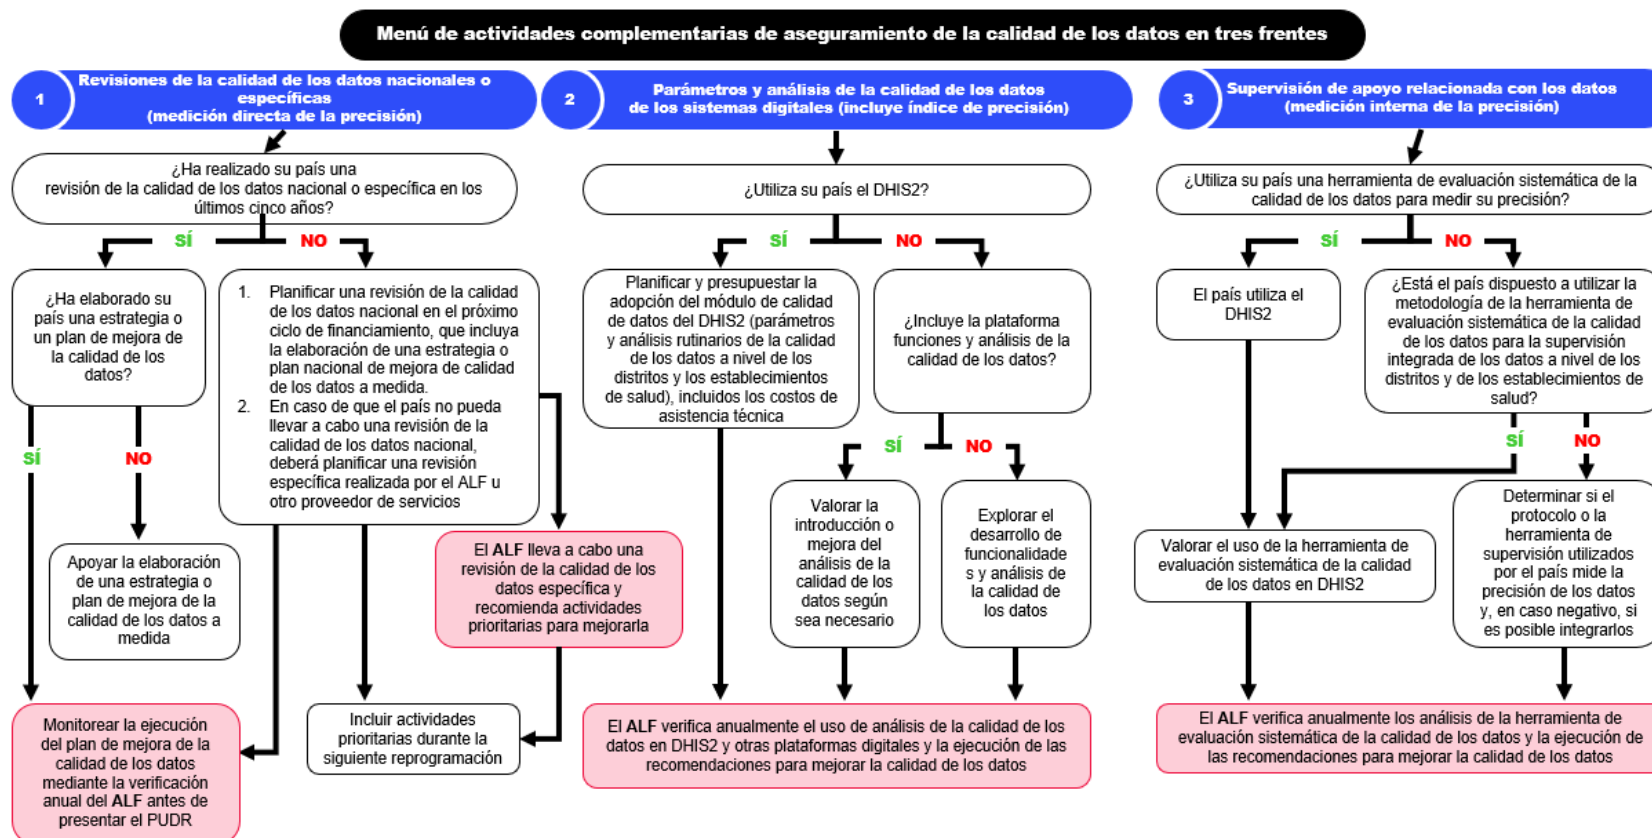 Menú de actividades complementarias de aseguramiento de la calidad de los datos en tres frentes
1
Revisiones de la calidad de los datos nacionales o
específicas
(medición directa de la precisión)
¿Ha realizado su país una
revisión de la calidad de los datos nacional o específica en los
últimos cinco años?
SÍ
NO
¿Ha elaborado su
país una estrategia o
un plan de mejora de
la calidad de los
datos?
1. Planificar una revisión de la calidad
de los datos nacional en el próximo
ciclo de financiamiento, que incluya
la elaboración de una estrategia o
plan nacional de mejora de calidad
de los datos a medida.
2. En caso de que el país no pueda
llevar a cabo una revisión de la
calidad de los datos nacional,
deberá planificar una revisión
específica realizada por el ALF u
otro proveedor de servicios
SÍ
NO
Apoyar la elaboración
de una estrategia o
plan de mejora de la
calidad de los datos a
medida
El ALF lleva a cabo una
revisión de la calidad de los
datos específica y
recomienda actividades
prioritarias para mejorarla
Monitorear la ejecución
del plan de mejora de la
calidad de los datos
mediante la verificación
anual del ALF antes de
presentar el PUDR
Incluir actividades
prioritarias durante la
siguiente reprogramación
2
Parámetros y análisis de la calidad de los datos
de los sistemas digitales (incluye índice de precisión)
¿Utiliza su país el DHIS2?
SÍ
NO
Planificar y presupuestar la
adopción del módulo de calidad
de datos del DHIS2 (parámetros
y análisis rutinarios de la calidad
de los datos a nivel de los
distritos y los establecimientos
de salud), incluidos los costos de
asistencia técnica
¿Incluye la plataforma
funciones y análisis de la
calidad de los datos?
SÍ
NO
Valorar la
introducción o
mejora del
análisis de la
calidad de los
datos según
sea necesario
Explorar el
desarrollo de
funcionalidade
s y análisis de
la calidad de
los datos
El ALF verifica anualmente el uso de análisis de la calidad de los
datos en DHIS2 y otras plataformas digitales y la ejecución de las
recomendaciones para mejorar la calidad de los datos
3
Supervisión de apoyo relacionada con los datos
(medición interna de la precisión)
¿Utiliza su país una herramienta de evaluación sistemática de la
calidad de los datos para medir su precisión?
SÍ
NO
El país utiliza el
DHIS2
¿Está el país dispuesto a utilizar la
metodología de la herramienta de
evaluación sistemática de la calidad
de los datos para la supervisión
integrada de los datos a nivel de los
distritos y de los establecimientos de
salud?
SÍ
NO
Valorar el uso de la herramienta de
evaluación sistemática de la calidad
de los datos en DHIS2
Determinar si el
protocolo o la
herramienta de
supervisión utilizados
por el país mide la
precisión de los datos
y, en caso negativo, si
es posible integrarlos
El ALF verifica anualmente los análisis de la herramienta de
evaluación sistemática de la calidad de los datos y la ejecución de
las recomendaciones para mejorar la calidad de los datos